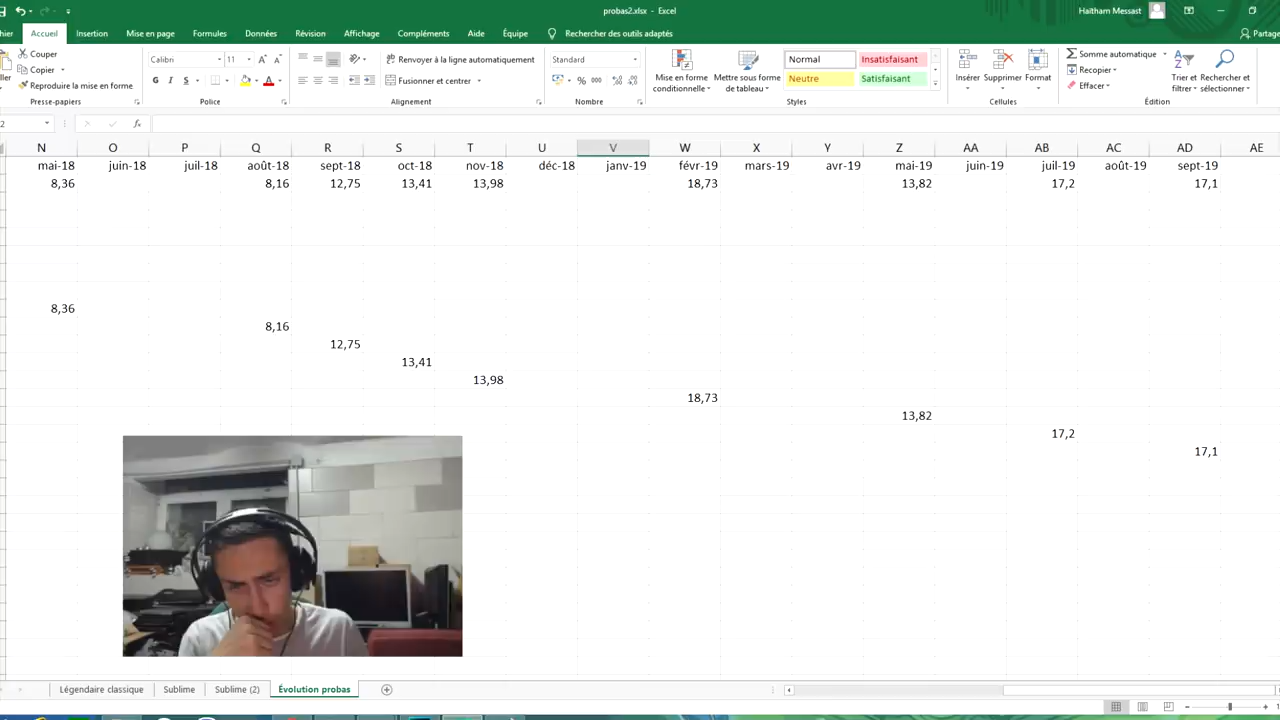 probas2.xlsx - Excel
Haitham Messast
Accueil Insertion Mise en page Formules Données Révision Affichage Compléments Aide Équipe Rechercher des outils adaptés
Couper
Copier
Reproduire la mise en forme
Presse-papiers
Calibri 11
G I S
Police
Renvoyer à la ligne automatiquement
Fusionner et centrer
Alignement
Standard
% 000
Nombre
Mise en forme conditionnelle
Mettre sous forme de tableau
Normal Insatisfaisant
Neutre Satisfaisant
Styles
Insérer Supprimer Format
Cellules
Somme automatique
Recopier
Effacer
Trier et filtrer
Rechercher et sélectionner
Édition
2 fx
N O P Q R S T U V W X Y Z AA AB AC AD AE
mai-18 juin-18 juil-18 août-18 sept-18 oct-18 nov-18 déc-18 janv-19 févr-19 mars-19 avr-19 mai-19 juin-19 juil-19 août-19 sept-19
8,36 8,16 12,75 13,41 13,98 18,73 13,82 17,2 17,1
8,36
8,16
12,75
13,41
13,98
18,73
13,82
17,2
17,1
Légendaire classique Sublime Sublime (2) Évolution probas